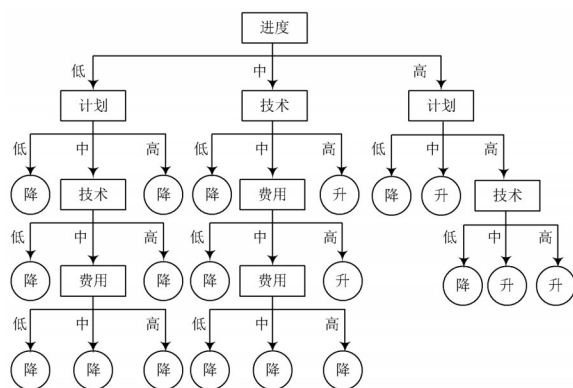 进度
低 中 高
计划 技术 计划
低 中 高 低 中 高 低 中 高
降 技术 降 降 费用 升 降 升 技术
低 中 高 低 中 高 低 中 高
降 费用 降 降 费用 升 降 升 升
低 中 高 低 中 高
降 降 降 降 降 降